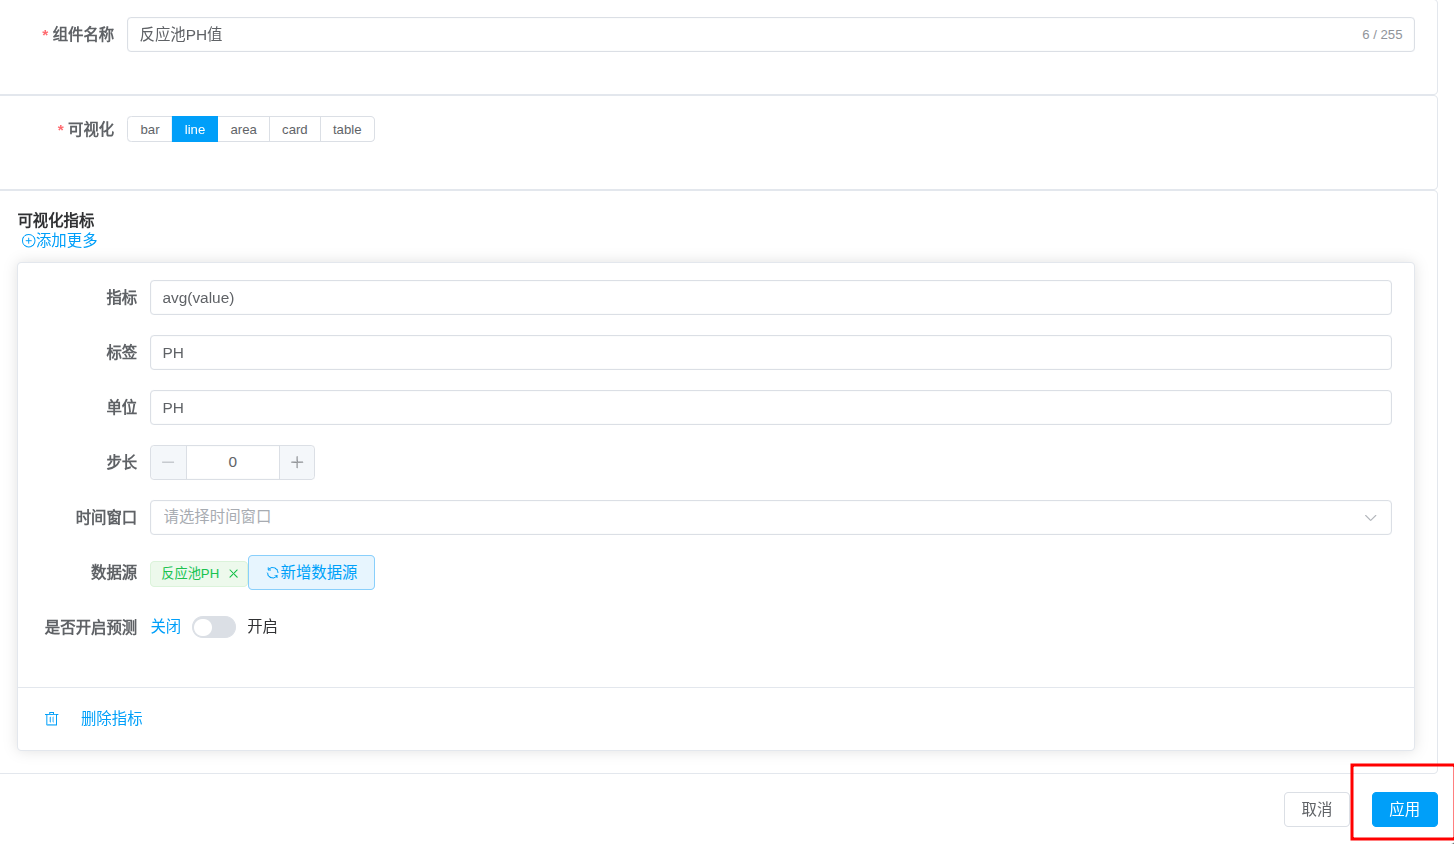 * 组件名称 反应池PH值 6 / 255
* 可视化 bar line area card table
可视化指标
添加更多
指标 avg(value)
标签 PH
单位 PH
步长 0
时间窗口 请选择时间窗口
数据源 反应池PH 新增数据源
是否开启预测 关闭 开启
删除指标
取消 应用